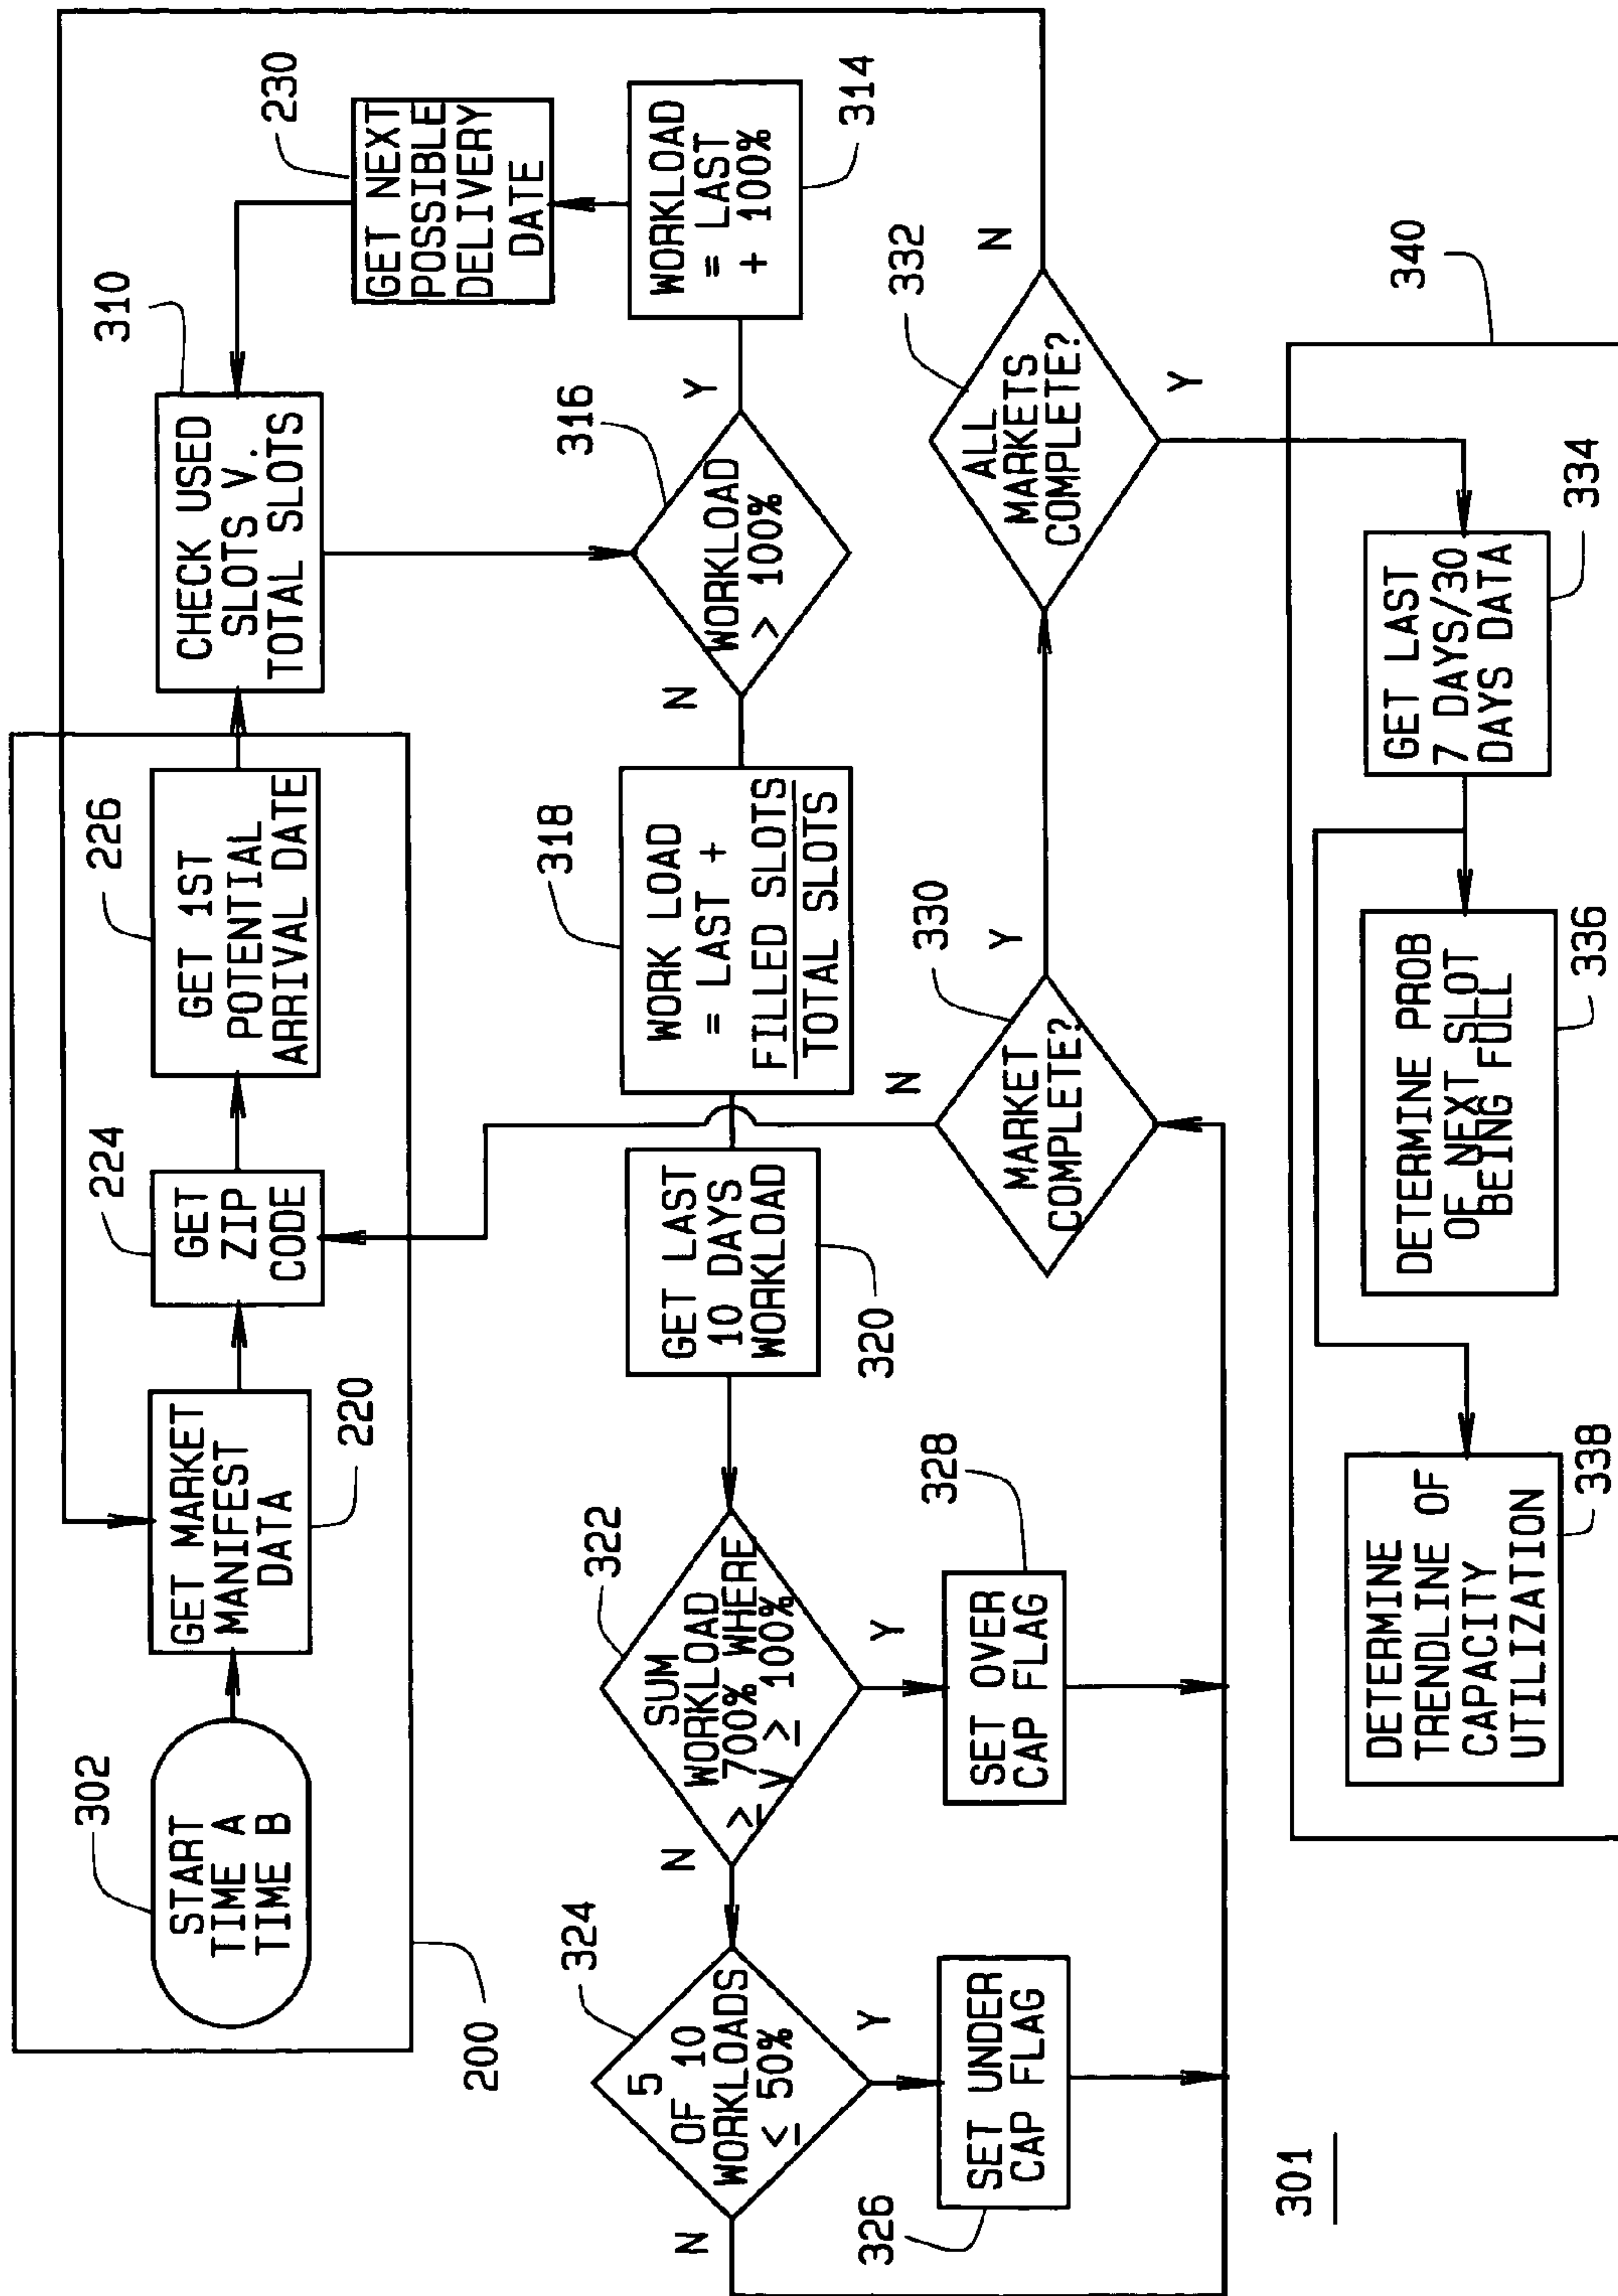 302
START
TIME A
TIME B
GET MARKET
MANIFEST
DATA
220
224
GET
ZIP
CODE
226
GET 1ST
POTENTIAL
ARRIVAL DATE
200
310
CHECK USED
SLOTS V.
TOTAL SLOTS
230
GET NEXT
POSSIBLE
DELIVERY
DATE
WORKLOAD
= LAST
+ 100%
314
316
WORKLOAD
> 100%
Y
N
318
WORK LOAD
= LAST +
FILLED SLOTS
TOTAL SLOTS
GET LAST
10 DAYS
WORKLOAD
320
322
SUM
WORKLOAD
≥ 700% WHERE
V ≥ 100%
N
Y
SET OVER
CAP FLAG
328
324
5
OF 10
WORKLOADS
≤ 50%
N
Y
SET UNDER
CAP FLAG
326
330
MARKET
COMPLETE?
N
Y
332
ALL
MARKETS
COMPLETE?
N
Y
340
GET LAST
7 DAYS/30
DAYS DATA
334
DETERMINE PROB
OF NEXT SLOT
BEING FULL
336
DETERMINE
TRENDLINE OF
CAPACITY
UTILIZATION
338
301